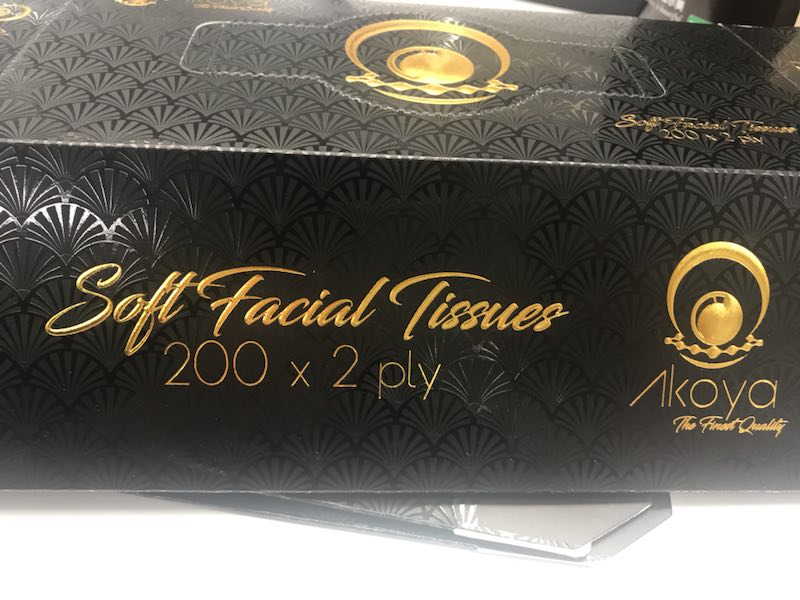 Soft Facial Tissues
200 x 2 ply
Soft Facial Tissues
200 x 2 ply
Akoya
The Finest Quality